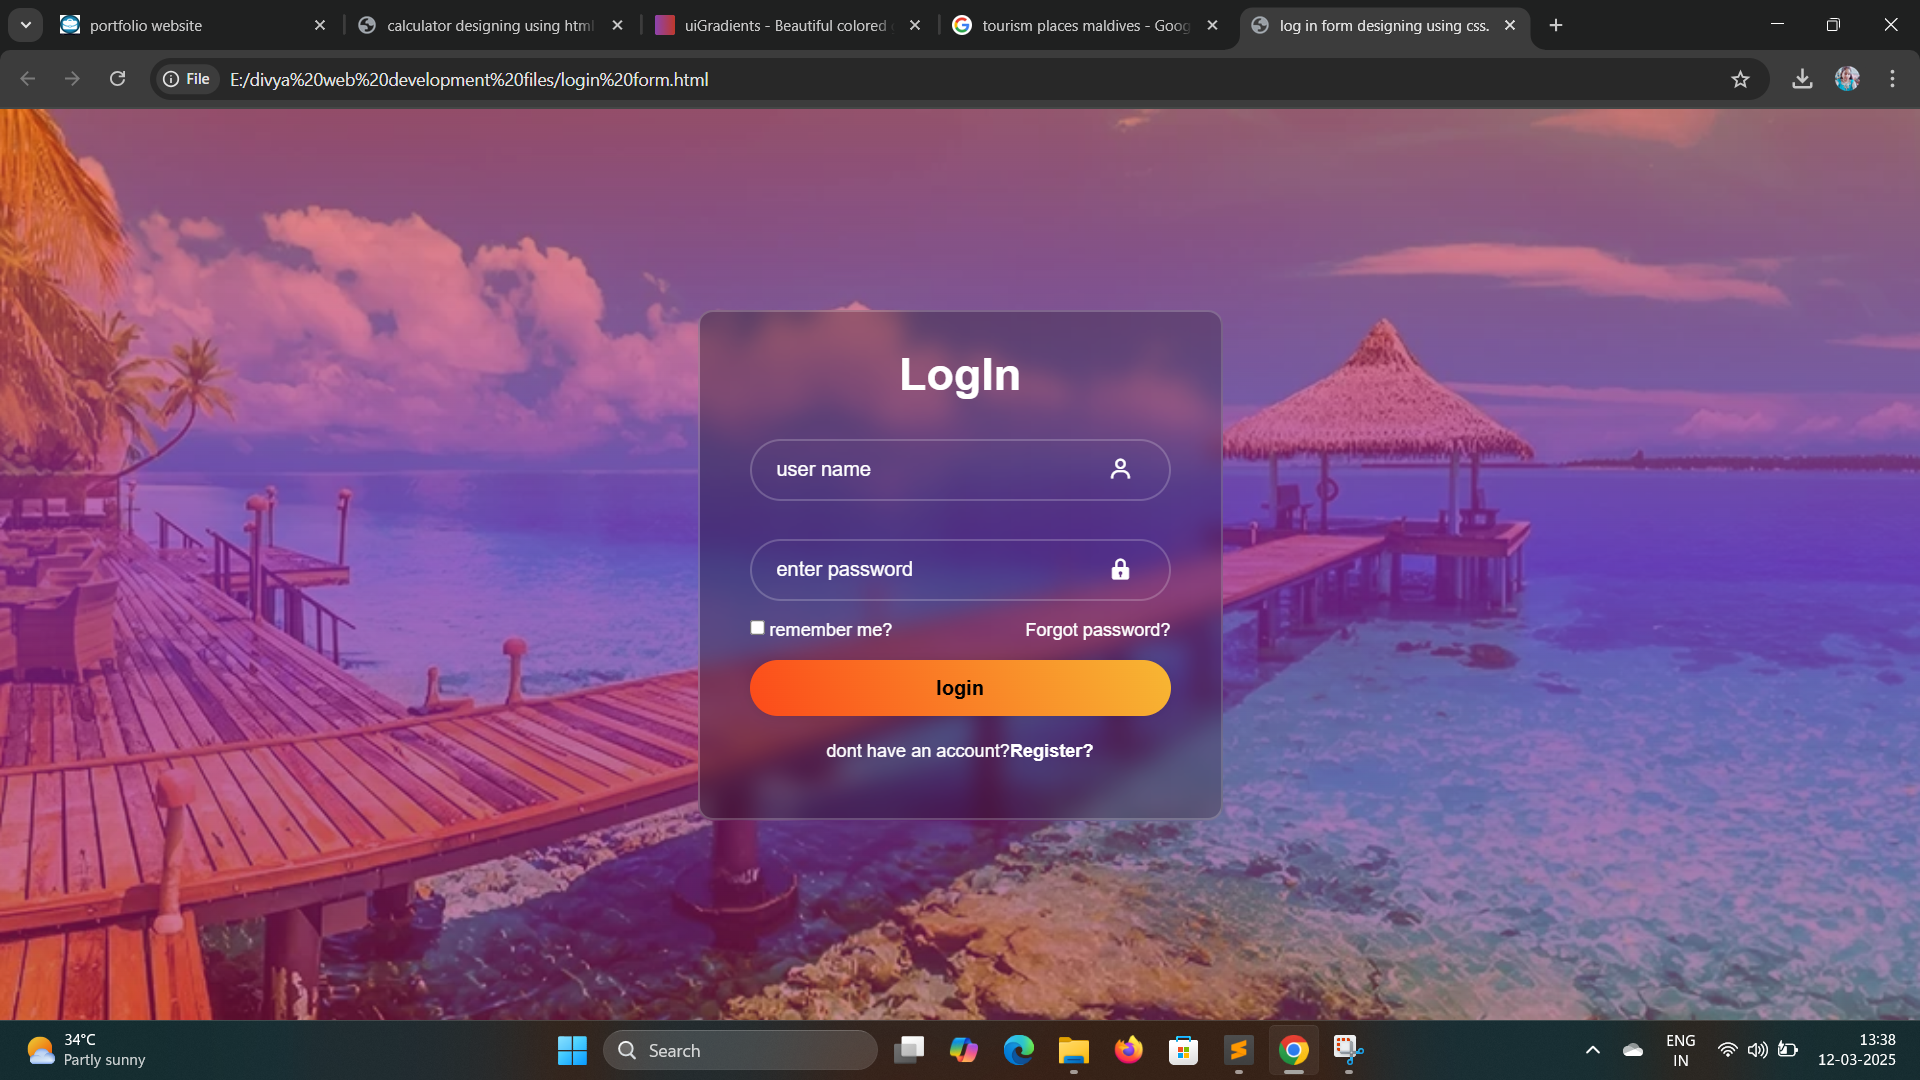 portfolio website
calculator designing using html
uiGradients - Beautiful colored
tourism places maldives - Goog
log in form designing using css.
File
E:/divya%20web%20development%20files/login%20form.html
LogIn
user name
enter password
remember me? Forgot password?
login
dont have an account?Register?
34°C
Partly sunny
Search
ENG
IN
13:38
12-03-2025